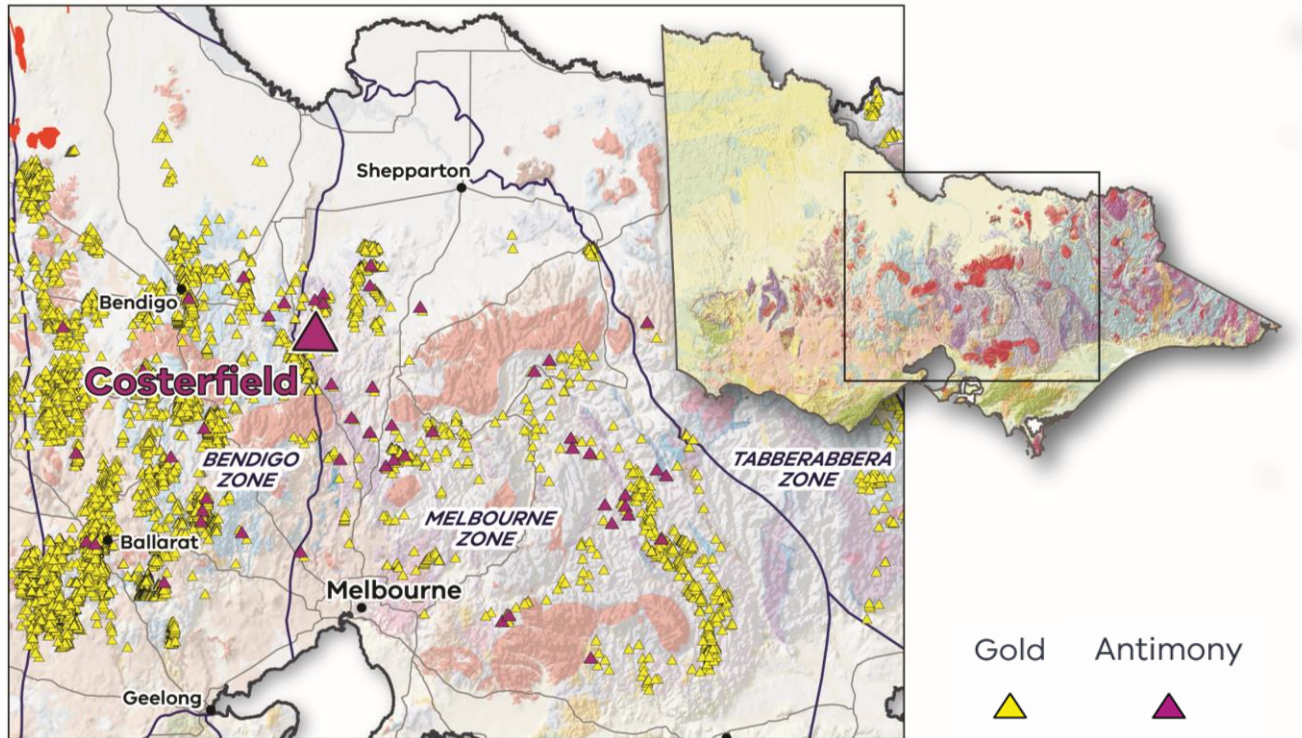 Shepparton
Bendigo
Costerfield
BENDIGO
ZONE
TABBERABBERA
ZONE
MELBOURNE
ZONE
Ballarat
Melbourne
Geelong
Gold
Antimony